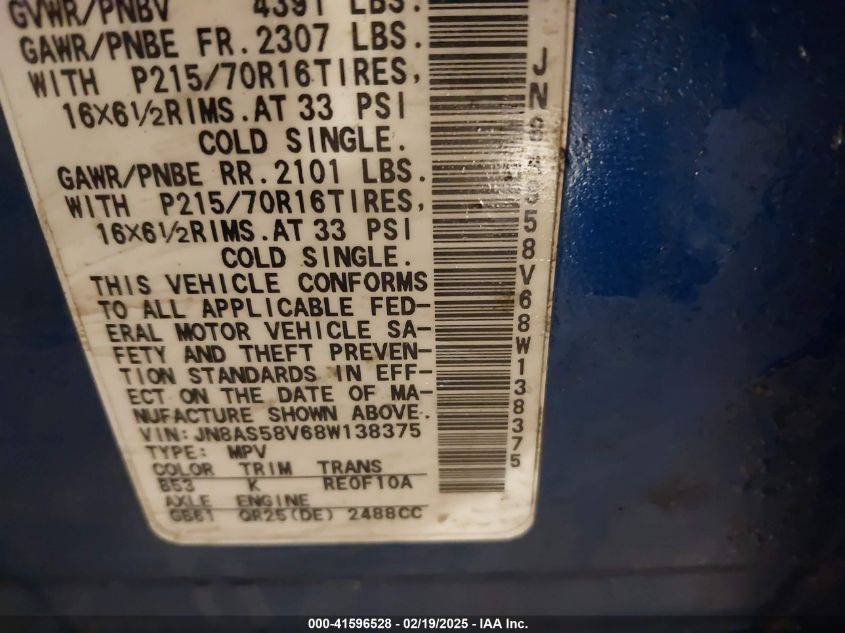 GVWR/PNBV 4391 LBS.
GAWR/PNBE FR. 2307 LBS.
WITH P215/70R16TIRES,
16X6½RIMS.AT 33 PSI
COLD SINGLE.
GAWR/PNBE RR. 2101 LBS.
WITH P215/70R16TIRES,
16X6½RIMS.AT 33 PSI
COLD SINGLE.
THIS VEHICLE CONFORMS
TO ALL APPLICABLE FED-
ERAL MOTOR VEHICLE SA-
FETY AND THEFT PREVEN-
TION STANDARDS IN EFF-
ECT ON THE DATE OF MA-
NUFACTURE SHOWN ABOVE.
VIN:JN8AS58V68W138375
TYPE: MPV
COLOR TRIM TRANS
B53 K RE0F10A
AXLE ENGINE
GB61 QR25(DE) 2488CC
JN8AS58V68W138375
000-41596528 - 02/19/2025 - IAA Inc.